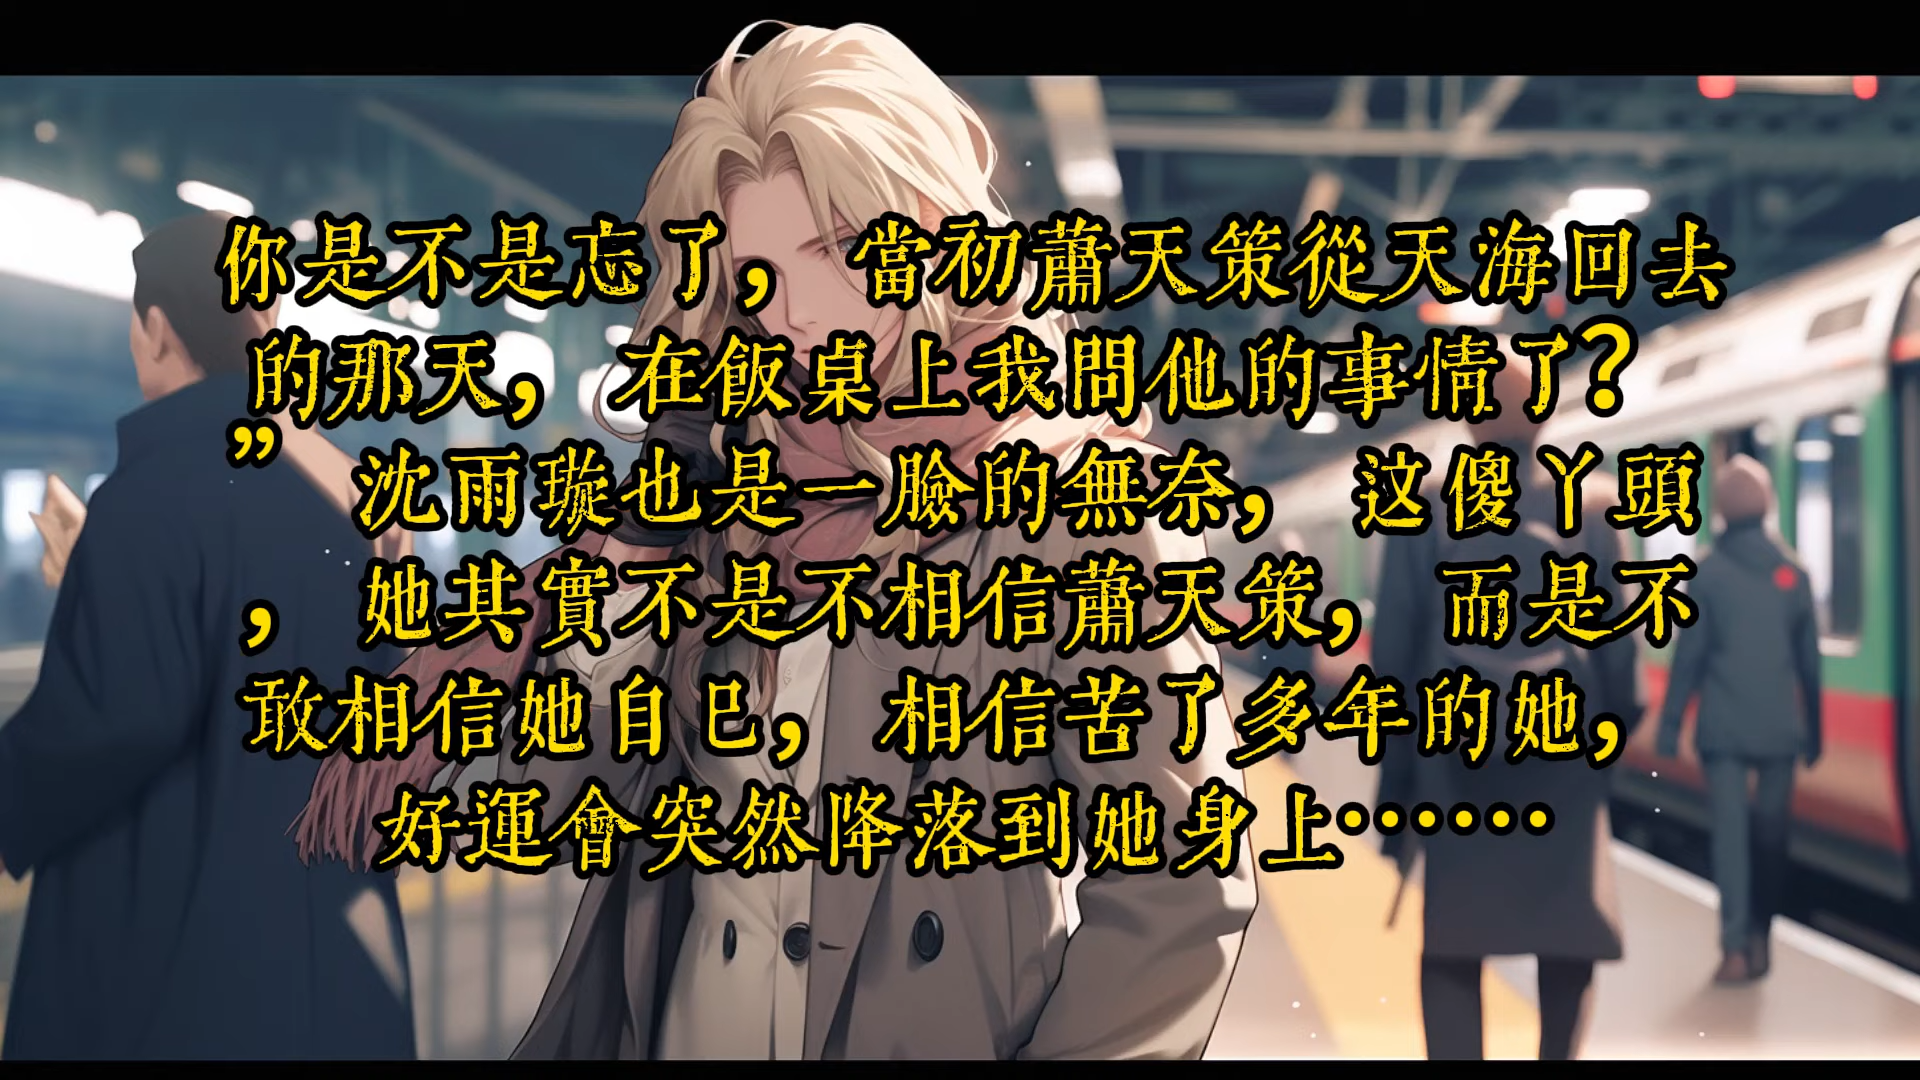 你是不是忘了，當初蕭天策從天海回去
的那天，在飯桌上我問他的事情了？
”沈雨璇也是一臉的無奈，这傻丫頭
，她其實不是不相信蕭天策，而是不
敢相信她自己，相信苦了多年的她，
好運會突然降落到她身上……